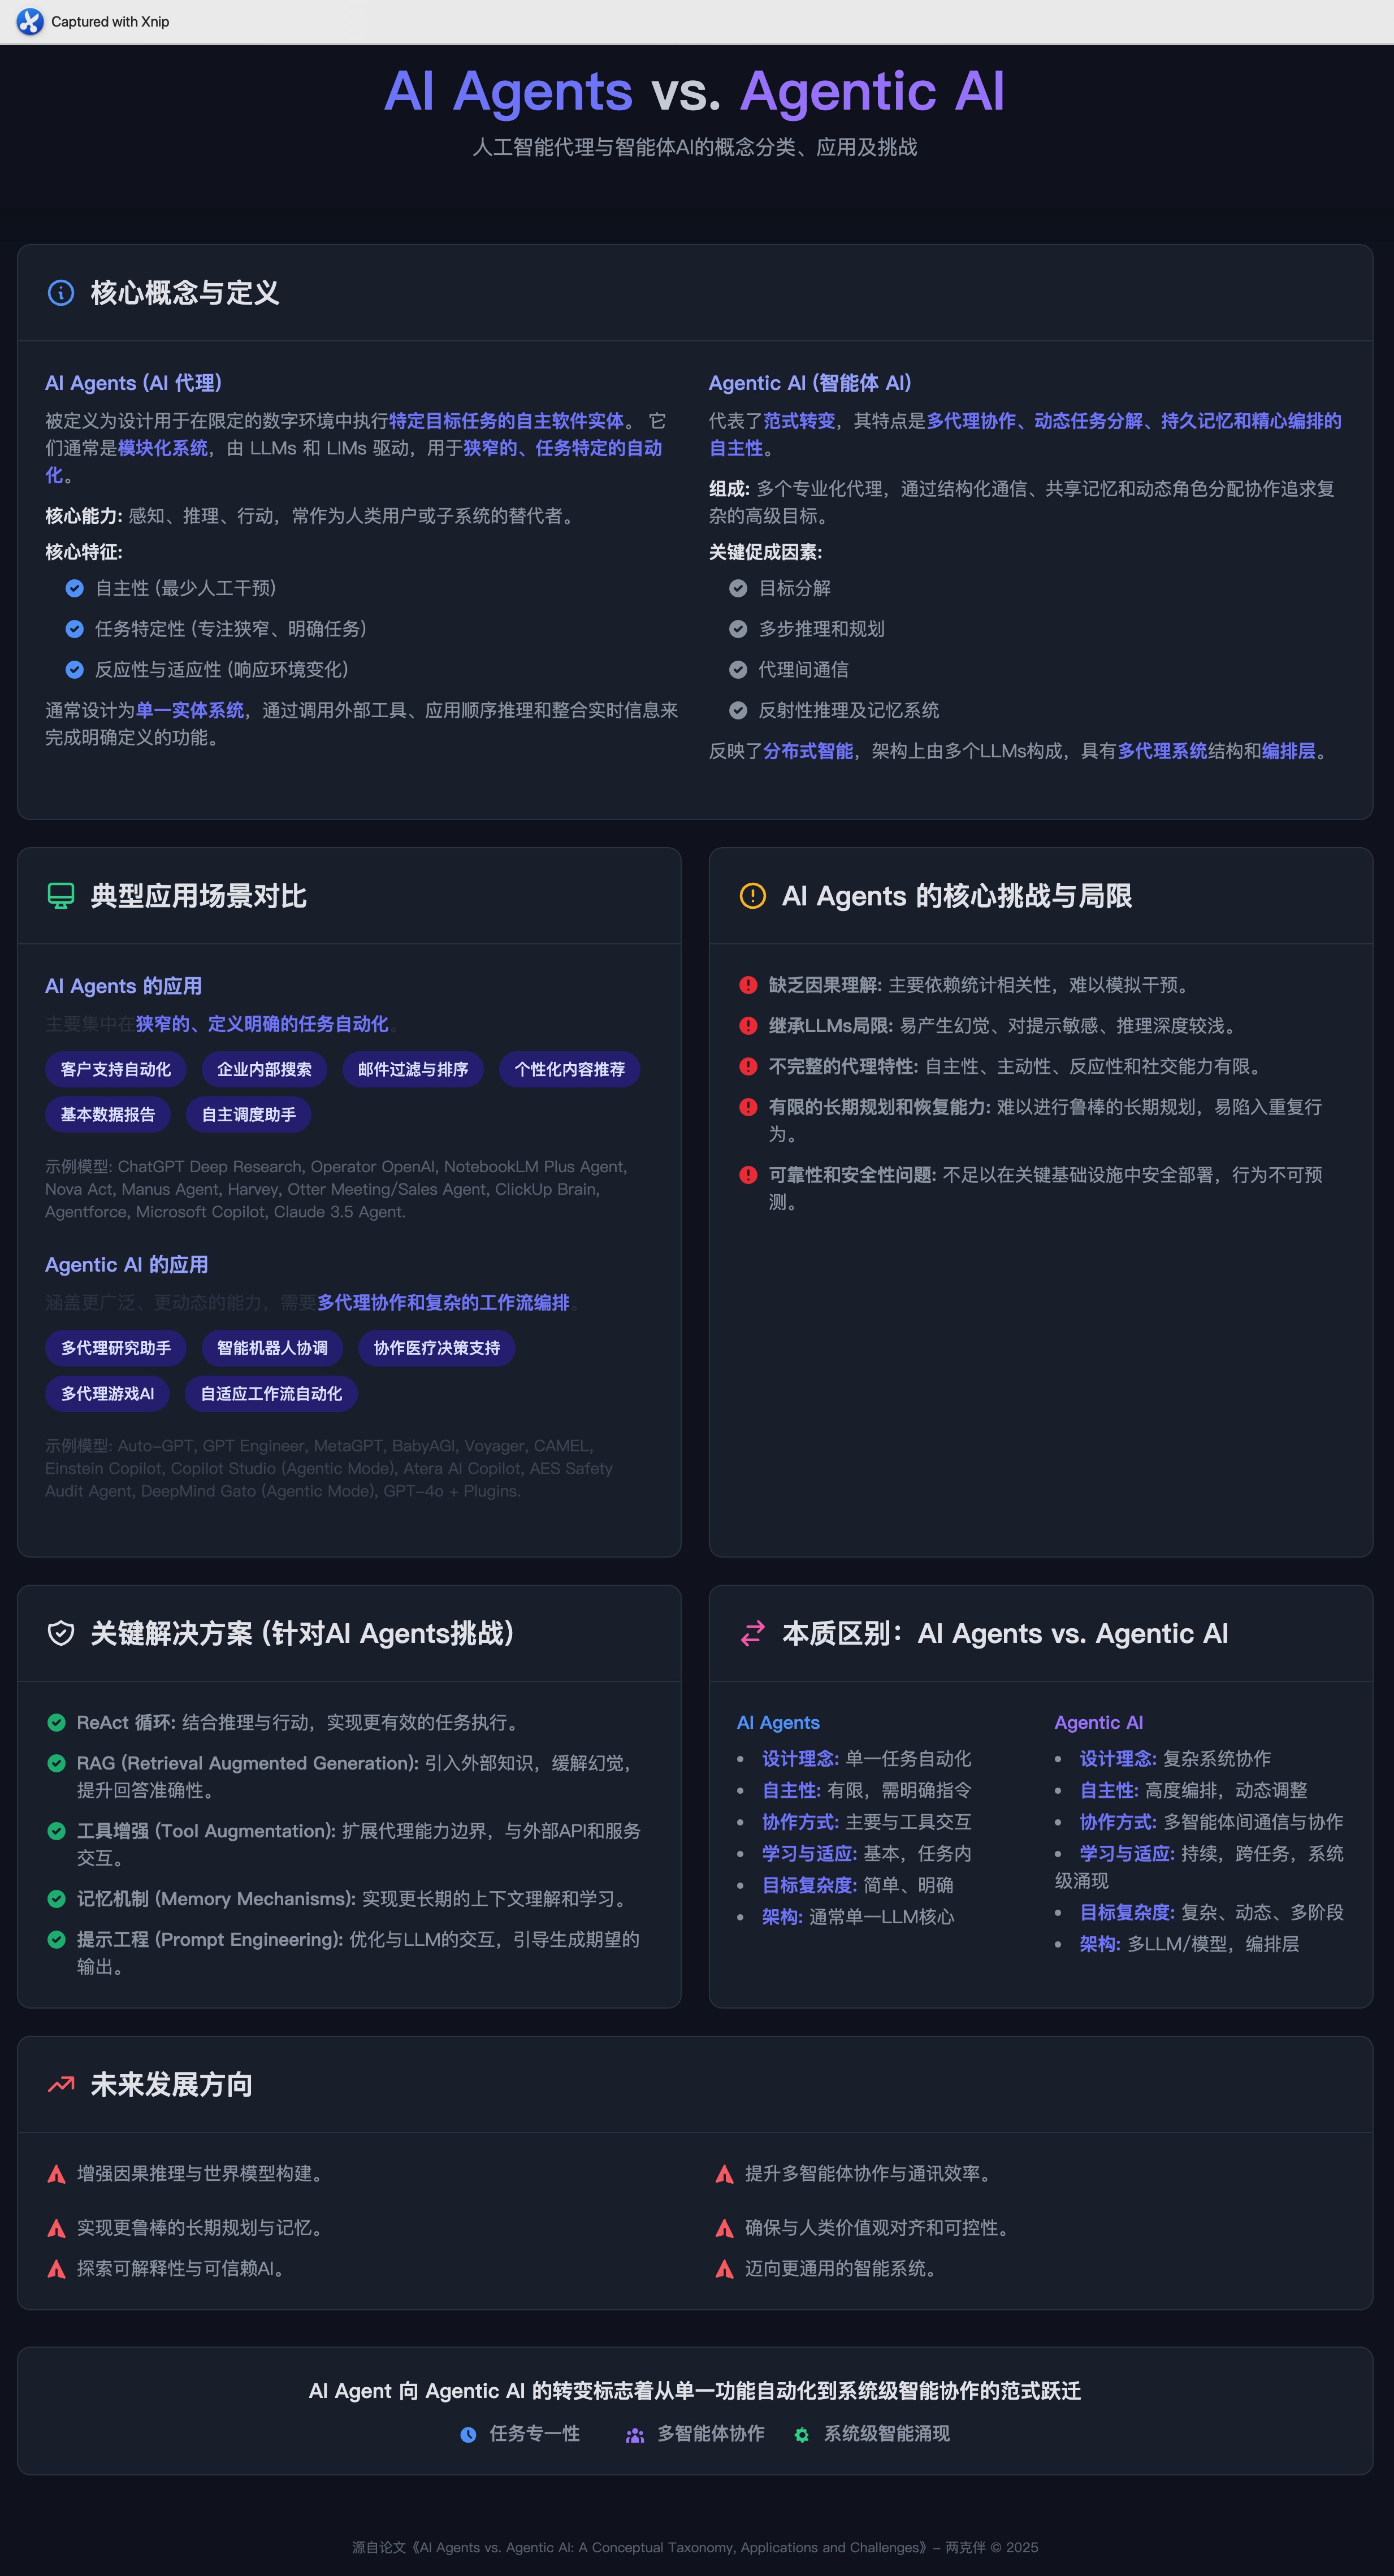 Captured with Xnip
AI Agents vs. Agentic AI
人工智能代理与智能体AI的概念分类、应用及挑战
核心概念与定义
AI Agents (AI 代理)
被定义为设计用于在限定的数字环境中执行特定目标任务的自主软件实体。 它
们通常是模块化系统，由 LLMs 和 LIMs 驱动，用于狭窄的、任务特定的自动
化。
核心能力: 感知、推理、行动，常作为人类用户或子系统的替代者。
核心特征:
自主性 (最少人工干预)
任务特定性 (专注狭窄、明确任务)
反应性与适应性 (响应环境变化)
通常设计为单一实体系统，通过调用外部工具、应用顺序推理和整合实时信息来
完成明确定义的功能。
Agentic AI (智能体 AI)
代表了范式转变，其特点是多代理协作、动态任务分解、持久记忆和精心编排的
自主性。
组成: 多个专业化代理，通过结构化通信、共享记忆和动态角色分配协作追求复
杂的高级目标。
关键促成因素:
目标分解
多步推理和规划
代理间通信
反射性推理及记忆系统
反映了分布式智能，架构上由多个LLMs构成，具有多代理系统结构和编排层。
典型应用场景对比
AI Agents 的应用
主要集中在狭窄的、定义明确的任务自动化。
客户支持自动化 企业内部搜索 邮件过滤与排序 个性化内容推荐
基本数据报告 自主调度助手
示例模型: ChatGPT Deep Research, Operator OpenAI, NotebookLM Plus Agent,
Nova Act, Manus Agent, Harvey, Otter Meeting/Sales Agent, ClickUp Brain,
Agentforce, Microsoft Copilot, Claude 3.5 Agent.
Agentic AI 的应用
涵盖更广泛、更动态的能力，需要多代理协作和复杂的工作流编排。
多代理研究助手 智能机器人协调 协作医疗决策支持
多代理游戏AI 自适应工作流自动化
示例模型: Auto-GPT, GPT Engineer, MetaGPT, BabyAGI, Voyager, CAMEL,
Einstein Copilot, Copilot Studio (Agentic Mode), Atera AI Copilot, AES Safety
Audit Agent, DeepMind Gato (Agentic Mode), GPT-4o + Plugins.
AI Agents 的核心挑战与局限
缺乏因果理解: 主要依赖统计相关性，难以模拟干预。
继承LLMs局限: 易产生幻觉、对提示敏感、推理深度较浅。
不完整的代理特性: 自主性、主动性、反应性和社交能力有限。
有限的长期规划和恢复能力: 难以进行鲁棒的长期规划，易陷入重复行
为。
可靠性和安全性问题: 不足以在关键基础设施中安全部署，行为不可预
测。
关键解决方案 (针对AI Agents挑战)
ReAct 循环: 结合推理与行动，实现更有效的任务执行。
RAG (Retrieval Augmented Generation): 引入外部知识，缓解幻觉，
提升回答准确性。
工具增强 (Tool Augmentation): 扩展代理能力边界，与外部API和服务
交互。
记忆机制 (Memory Mechanisms): 实现更长期的上下文理解和学习。
提示工程 (Prompt Engineering): 优化与LLM的交互，引导生成期望的
输出。
本质区别：AI Agents vs. Agentic AI
AI Agents
• 设计理念: 单一任务自动化
• 自主性: 有限，需明确指令
• 协作方式: 主要与工具交互
• 学习与适应: 基本，任务内
• 目标复杂度: 简单、明确
• 架构: 通常单一LLM核心
Agentic AI
• 设计理念: 复杂系统协作
• 自主性: 高度编排，动态调整
• 协作方式: 多智能体间通信与协作
• 学习与适应: 持续，跨任务，系统
级涌现
• 目标复杂度: 复杂、动态、多阶段
• 架构: 多LLM/模型，编排层
未来发展方向
增强因果推理与世界模型构建。
提升多智能体协作与通讯效率。
实现更鲁棒的长期规划与记忆。
确保与人类价值观对齐和可控性。
探索可解释性与可信赖AI。
迈向更通用的智能系统。
AI Agent 向 Agentic AI 的转变标志着从单一功能自动化到系统级智能协作的范式跃迁
任务专一性 多智能体协作 系统级智能涌现
源自论文《AI Agents vs. Agentic AI: A Conceptual Taxonomy, Applications and Challenges》- 两克伴 © 2025